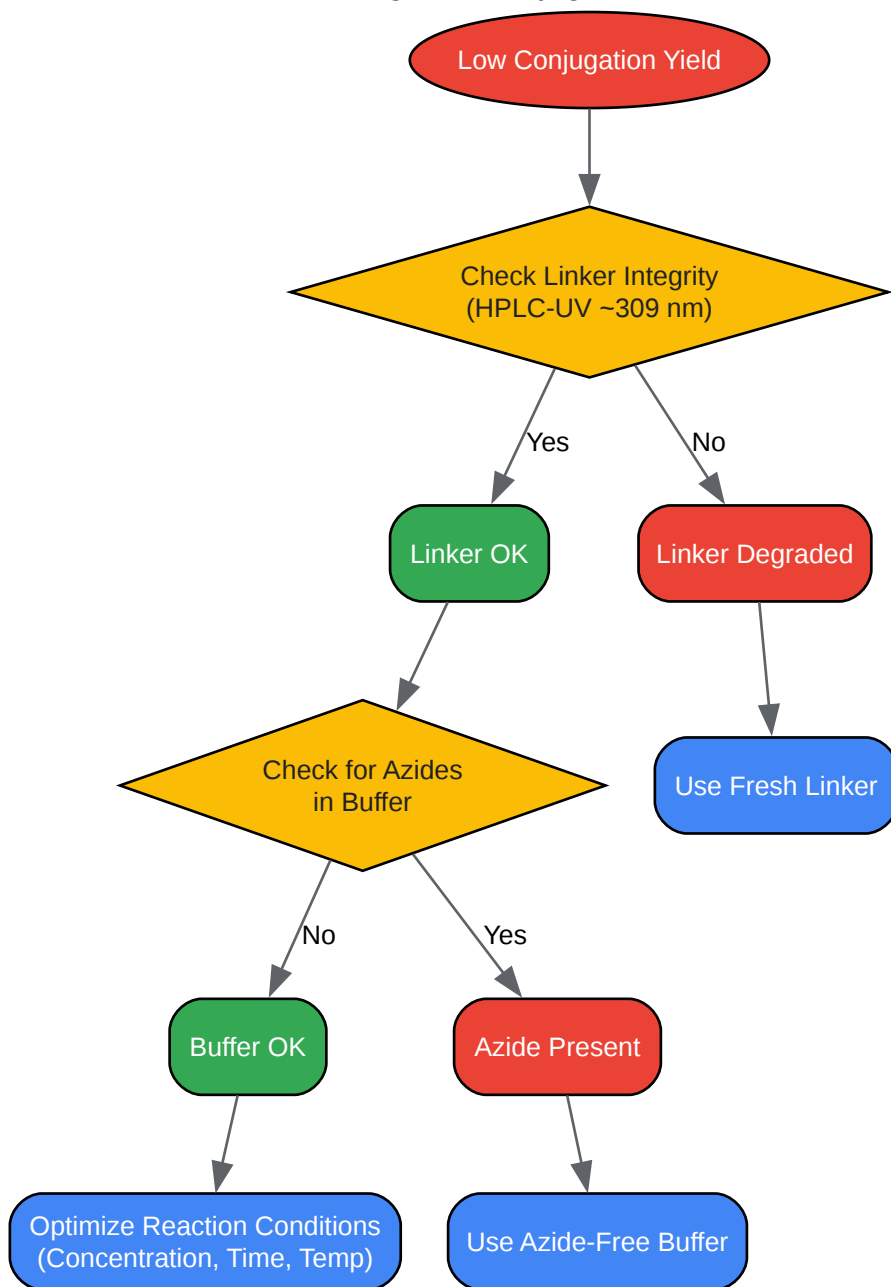 Low Conjugation Yield
Check Linker Integrity
(HPLC-UV ~309 nm)
Yes
No
Linker OK
Linker Degraded
Check for Azides
in Buffer
Use Fresh Linker
No
Yes
Buffer OK
Azide Present
Optimize Reaction Conditions
(Concentration, Time, Temp)
Use Azide-Free Buffer